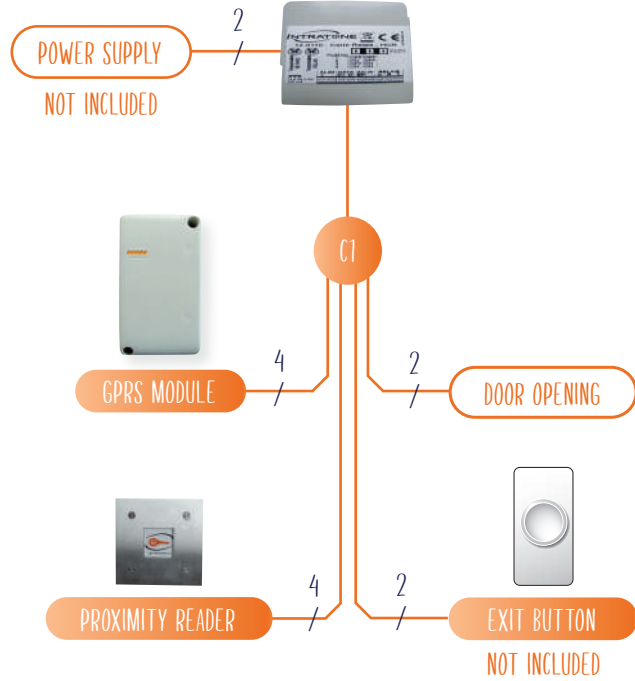 2
POWER SUPPLY
NOT INCLUDED
INTRATONE
C1
4
GPRS MODULE
2
DOOR OPENING
4
PROXIMITY READER
2
EXIT BUTTON
NOT INCLUDED